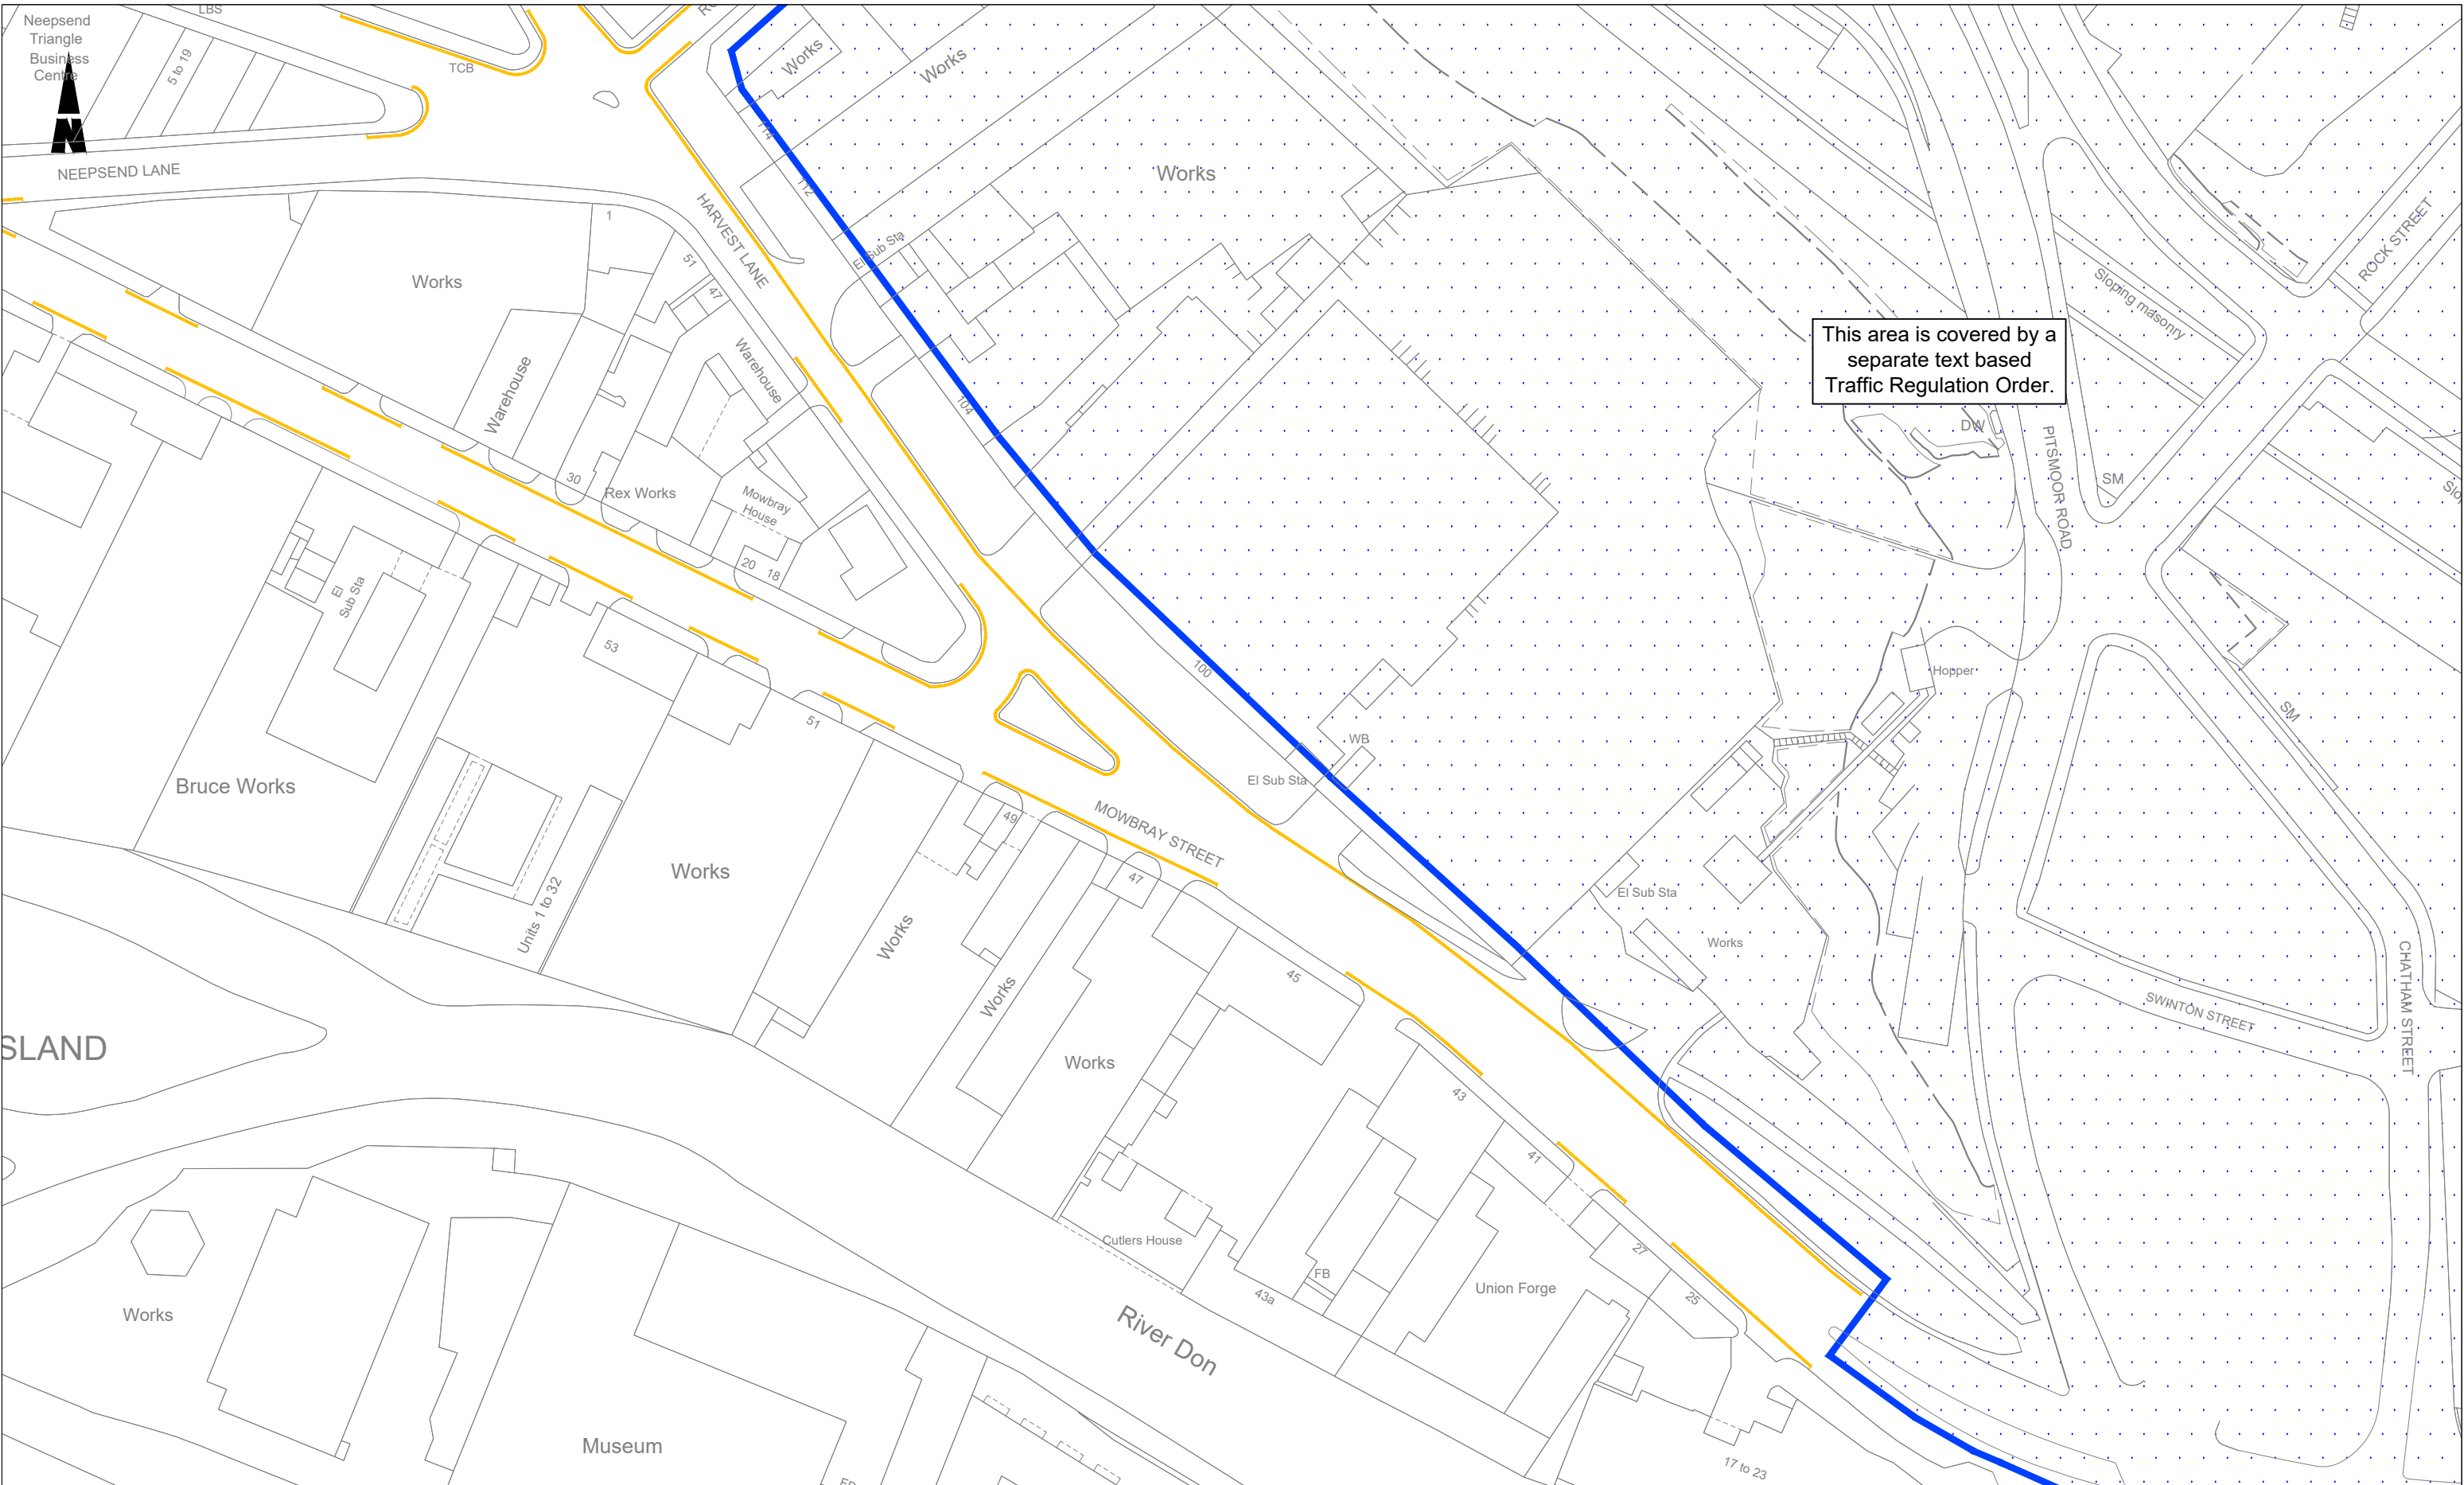 LBS
Neepsend
Triangle
Business
Centre
N
5 to 19
TCB
NEEPSEND LANE
Works
Works
114
112
Works
HARVEST LANE
El Sub Sta
1
51
47
Works
Warehouse
Warehouse
104
ROCK STREET
Sloping masonry
This area is covered by a
separate text based
Traffic Regulation Order.
DW
PITSMOOR ROAD
SM
30
Rex Works
Mowbray
House
20
18
El
Sub Sta
53
51
100
Hopper
SM
WB
El Sub Sta
Bruce Works
MOWBRAY STREET
49
47
Works
Units 1 to 32
Works
Works
El Sub Sta
Works
45
CHATHAM STREET
SWINTON STREET
SLAND
Works
43
41
Cutlers House
27
FB
43a
Union Forge
25
Works
River Don
Museum
17 to 23